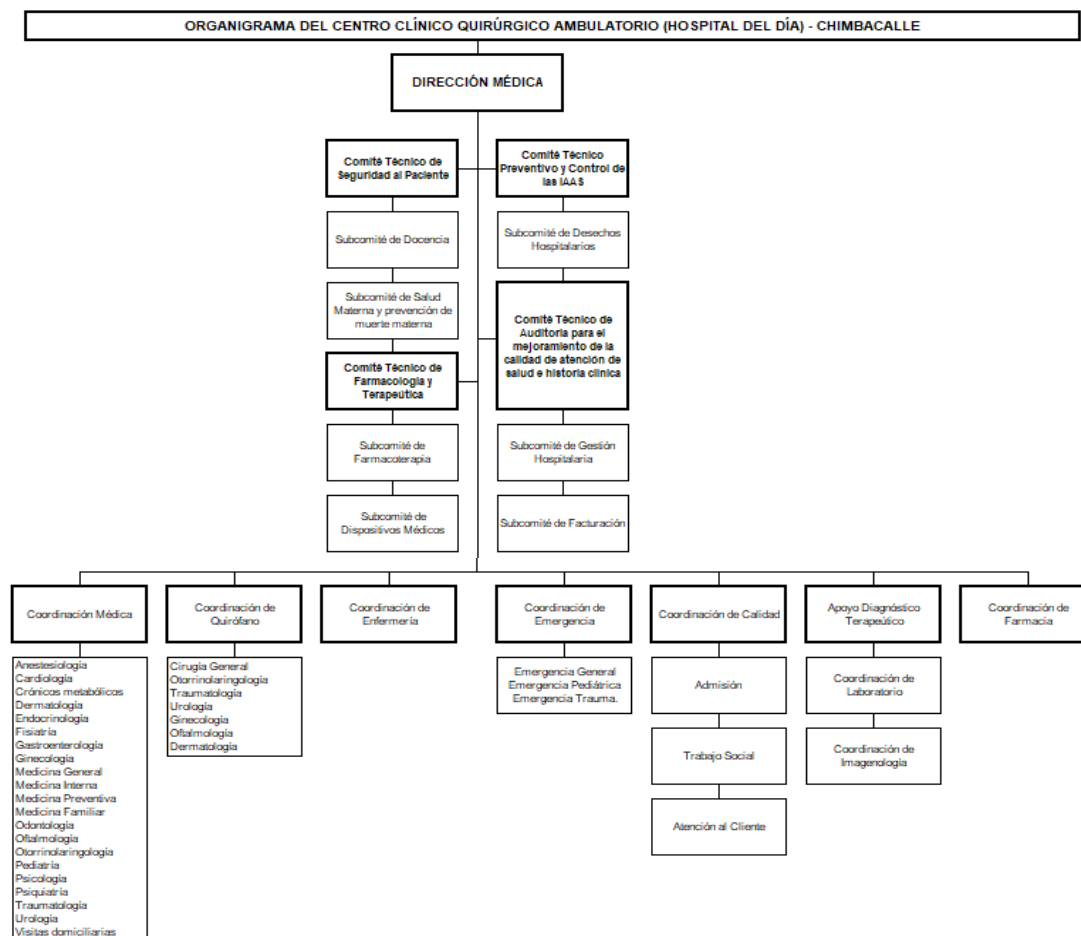 ORGANIGRAMA DEL CENTRO CLÍNICO QUIRÚRGICO AMBULATORIO (HOSPITAL DEL DÍA) - CHIMBACALLE
DIRECCIÓN MÉDICA
Comité Técnico de
Seguridad al Paciente
Comité Técnico
Preventivo y Control de
las IAAS
Subcomité de Docencia
Subcomité de Desechos
Hospitalarios
Subcomité de Salud
Materna y prevención de
muerte materna
Comité Técnico de
Auditoría para el
mejoramiento de la
calidad de atención de
salud e historia clínica
Comité Técnico de
Farmacología y
Terapeútica
Subcomité de
Farmacoterapia
Subcomité de Gestión
Hospitalaria
Subcomité de
Dispositivos Médicos
Subcomité de Facturación
Coordinación Médica
Coordinación de
Quirófano
Coordinación de
Enfermería
Coordinación de
Emergencia
Coordinación de Calidad
Apoyo Diagnóstico
Terapeútico
Coordinación de
Farmacia
Anestesiología
Cardiología
Crónicos metabólicos
Dermatología
Endocrinología
Fisiatría
Gastroenterología
Ginecología
Medicina General
Medicina Interna
Medicina Preventiva
Medicina Familiar
Odontología
Oftalmología
Otorrinolaringología
Pediatría
Psicología
Psiquiatría
Traumatología
Urología
Visitas domiciliarias
Cirugía General
Otorrinolaringología
Traumatología
Urología
Ginecología
Oftalmología
Dermatología
Emergencia General
Emergencia Pediátrica
Emergencia Trauma.
Admisión
Trabajo Social
Atención al Cliente
Coordinación de
Laboratorio
Coordinación de
Imagenología